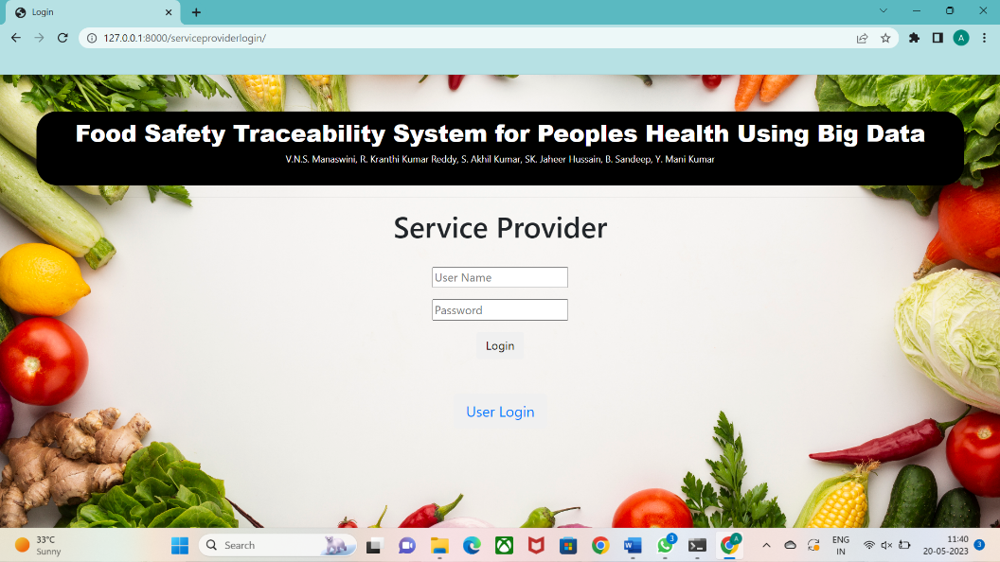 Login
127.0.0.1:8000/serviceproviderlogin/
A
Food Safety Traceability System for Peoples Health Using Big Data
V.N.S. Manaswini, R. Kranthi Kumar Reddy, S. Akhil Kumar, SK. Jaheer Hussain, B. Sandeep, Y. Mani Kumar
Service Provider
User Name
Password
Login
User Login
33°C
Sunny
Search
W
3
A
ENG
IN
11:40
20-05-2023
3